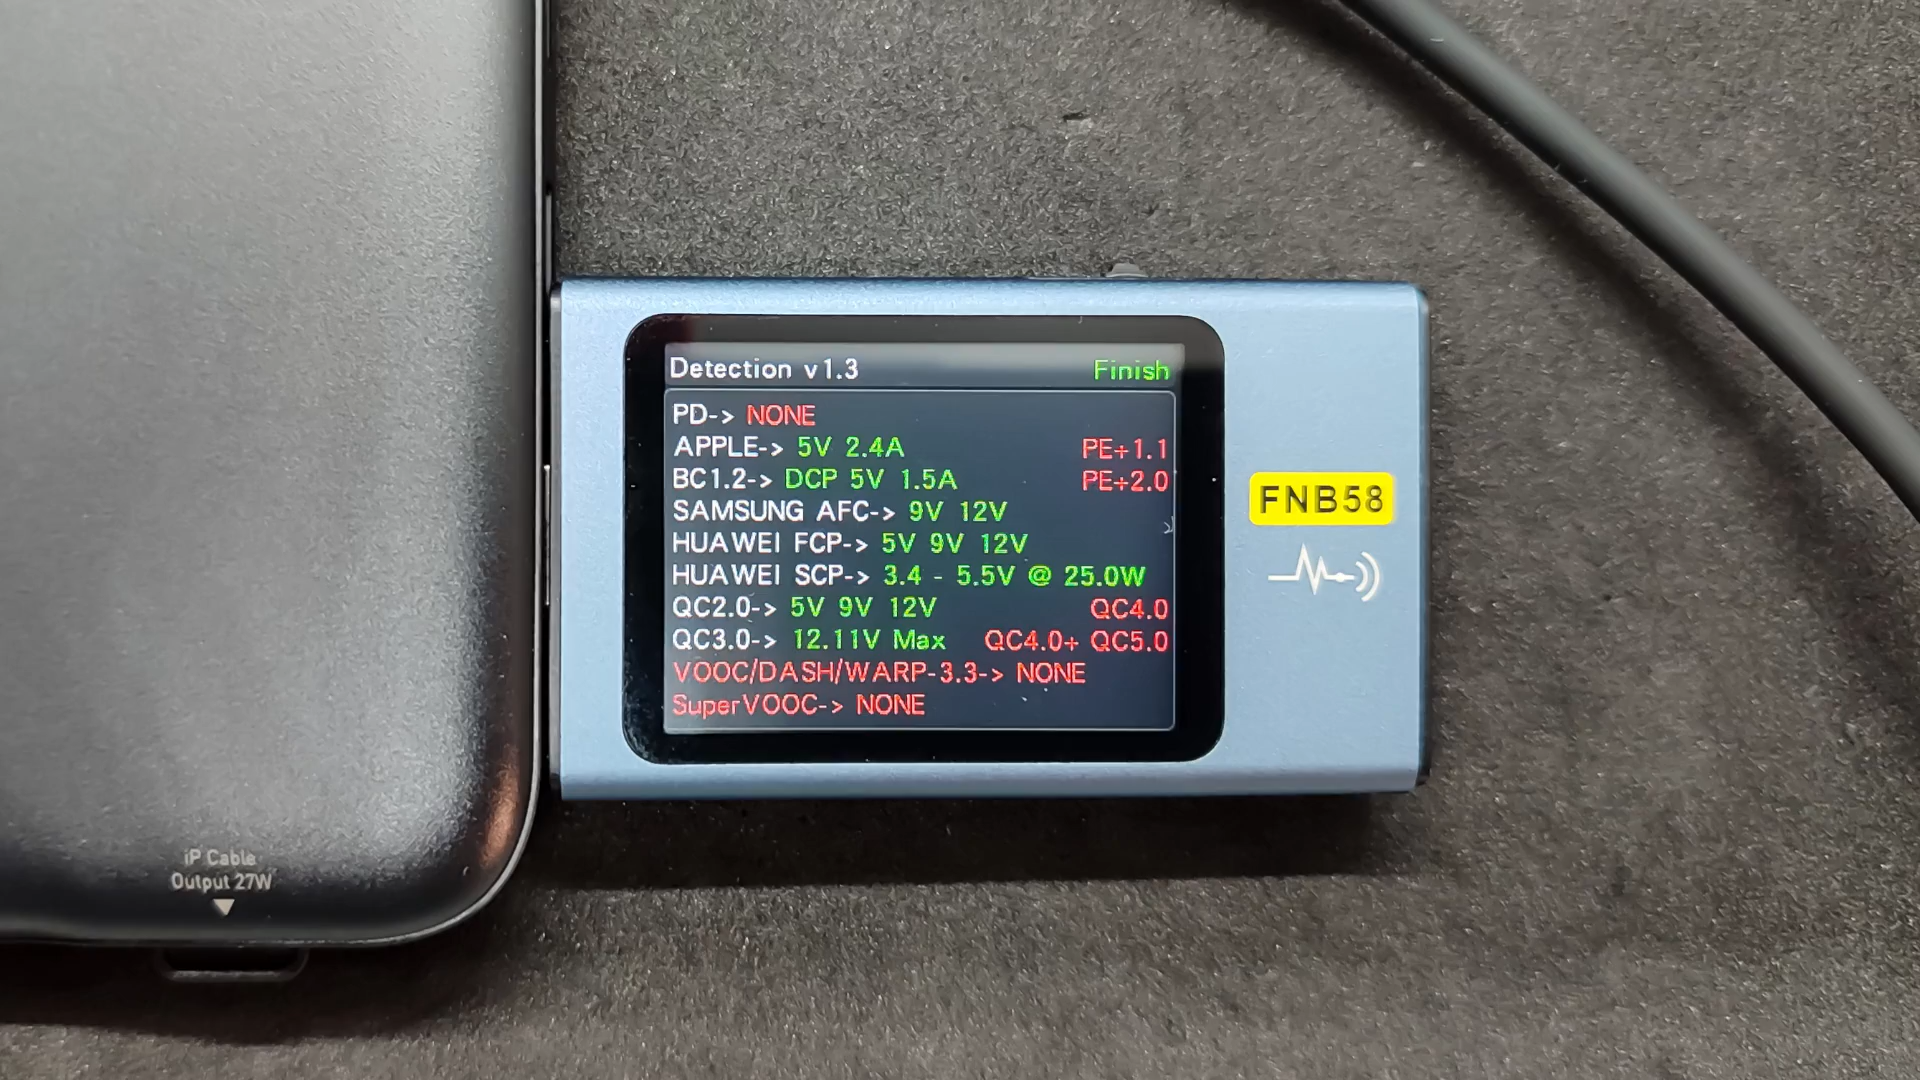 Detection v1.3 Finish
PD-> NONE
APPLE-> 5V 2.4A PE+1.1
BC1.2-> DCP 5V 1.5A PE+2.0
SAMSUNG AFC-> 9V 12V
HUAWEI FCP-> 5V 9V 12V
HUAWEI SCP-> 3.4 - 5.5V @ 25.0W
QC2.0-> 5V 9V 12V QC4.0
QC3.0-> 12.11V Max QC4.0+ QC5.0
VOOC/DASH/WARP-3.3-> NONE
SuperVOOC-> NONE
FNB58
iP Cable
Output 27W